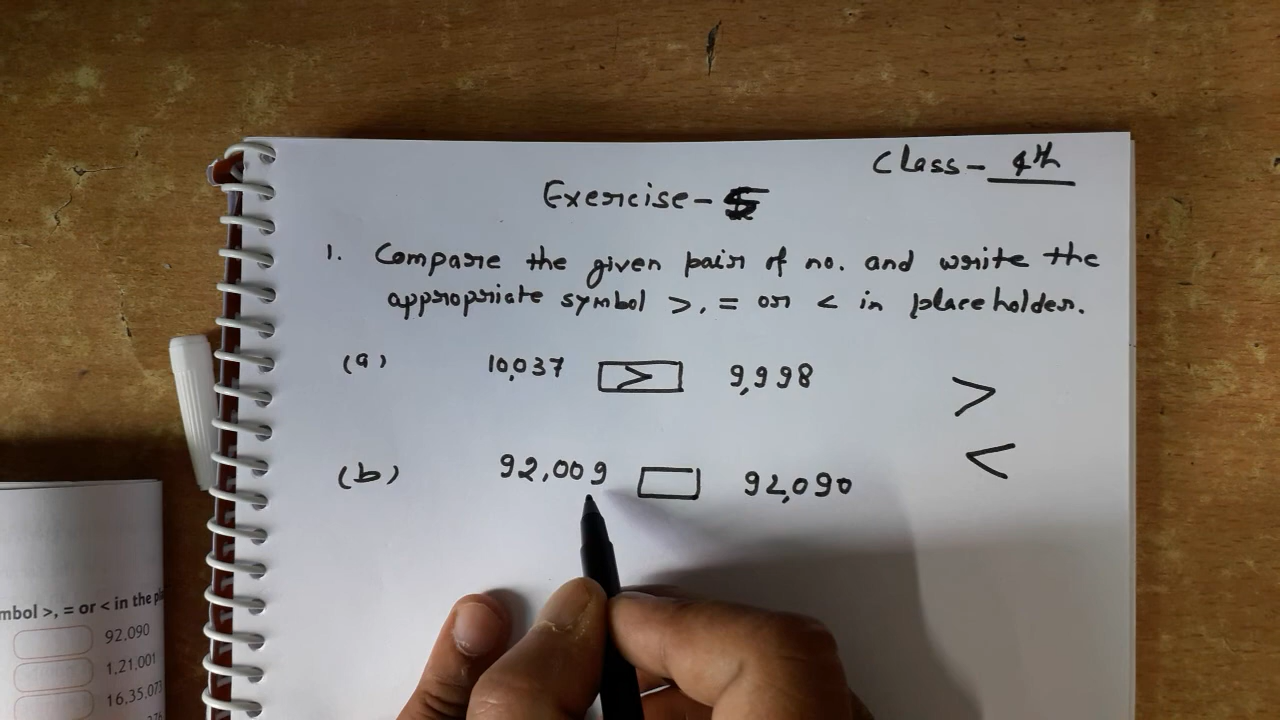 Class- 4th
Exercise-5
1. Compare the given pair of no. and write the
appropriate symbol >, = or < in placeholder.
(a) 10,037 > 9,998
>
<
(b) 92,009 92,090
mbol >, = or < in the
92,090
1,21,001
16,35,073